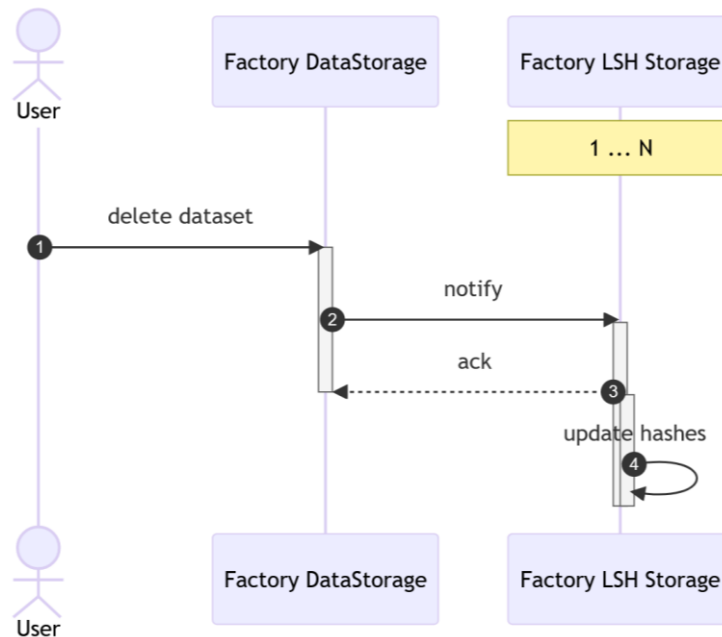 User
Factory DataStorage
Factory LSH Storage
1 ... N
delete dataset
1
notify
2
ack
3
update hashes
4
User
Factory DataStorage
Factory LSH Storage